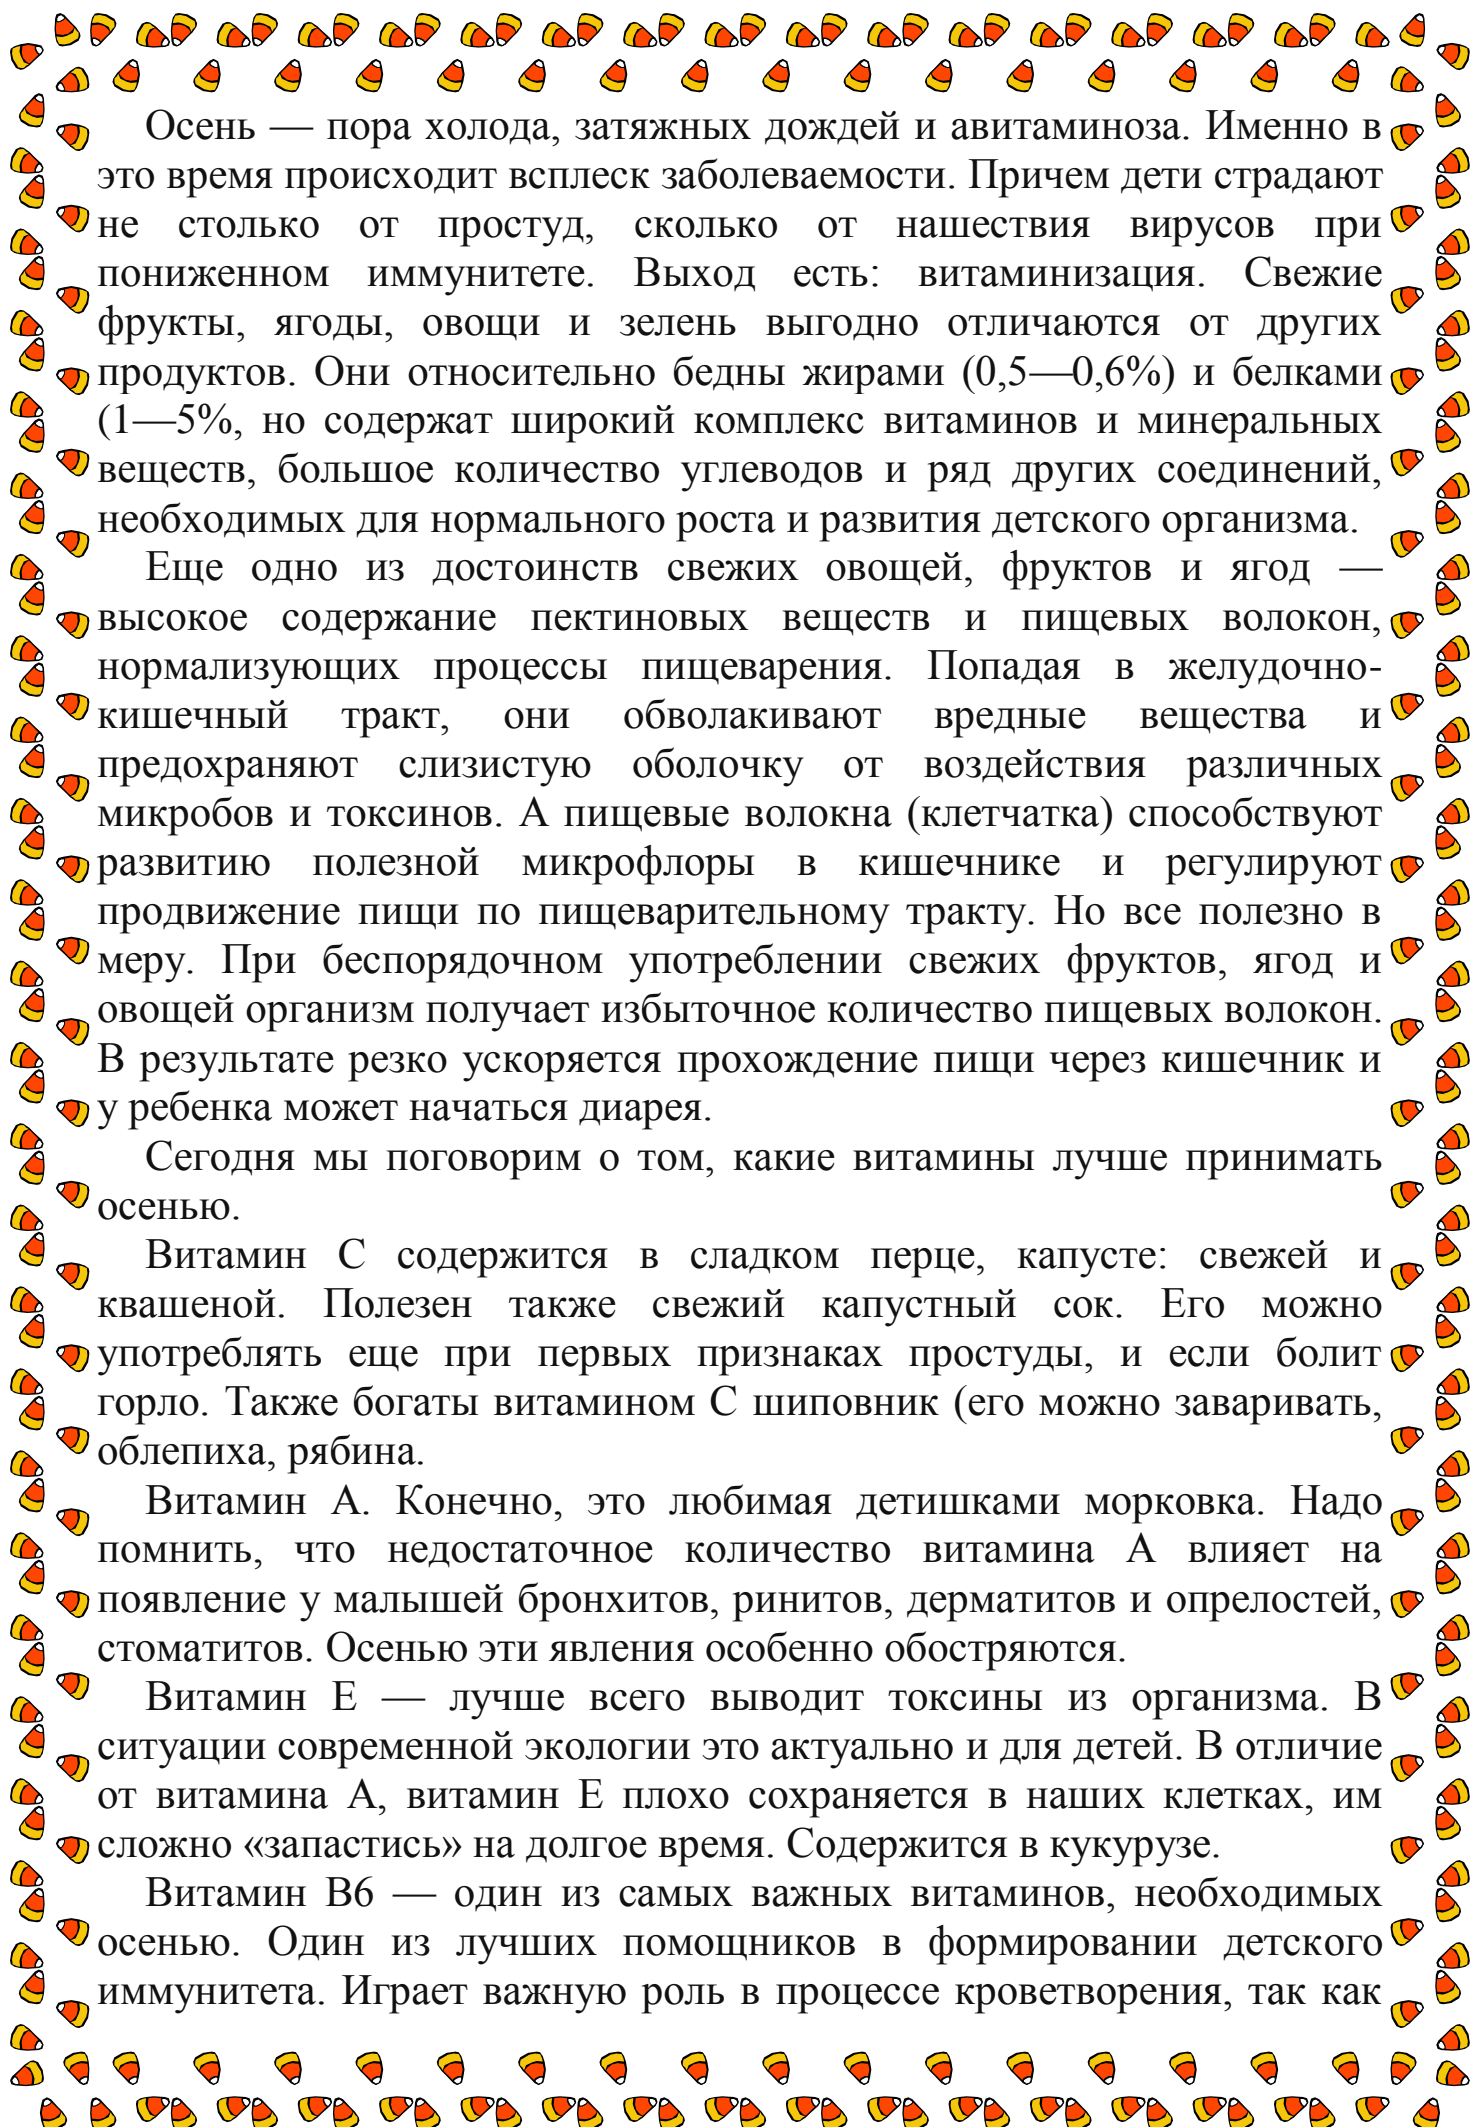 Осень — пора холода, затяжных дождей и авитаминоза. Именно в
это время происходит всплеск заболеваемости. Причем дети страдают
не столько от простуд, сколько от нашествия вирусов при
пониженном иммунитете. Выход есть: витаминизация. Свежие
фрукты, ягоды, овощи и зелень выгодно отличаются от других
продуктов. Они относительно бедны жирами (0,5—0,6%) и белками
(1—5%, но содержат широкий комплекс витаминов и минеральных
веществ, большое количество углеводов и ряд других соединений,
необходимых для нормального роста и развития детского организма.
Еще одно из достоинств свежих овощей, фруктов и ягод —
высокое содержание пектиновых веществ и пищевых волокон,
нормализующих процессы пищеварения. Попадая в желудочно-
кишечный тракт, они обволакивают вредные вещества и
предохраняют слизистую оболочку от воздействия различных
микробов и токсинов. А пищевые волокна (клетчатка) способствуют
развитию полезной микрофлоры в кишечнике и регулируют
продвижение пищи по пищеварительному тракту. Но все полезно в
меру. При беспорядочном употреблении свежих фруктов, ягод и
овощей организм получает избыточное количество пищевых волокон.
В результате резко ускоряется прохождение пищи через кишечник и
у ребенка может начаться диарея.
Сегодня мы поговорим о том, какие витамины лучше принимать
осенью.
Витамин С содержится в сладком перце, капусте: свежей и
квашеной. Полезен также свежий капустный сок. Его можно
употреблять еще при первых признаках простуды, и если болит
горло. Также богаты витамином С шиповник (его можно заваривать,
облепиха, рябина.
Витамин А. Конечно, это любимая детишками морковка. Надо
помнить, что недостаточное количество витамина А влияет на
появление у малышей бронхитов, ринитов, дерматитов и опрелостей,
стоматитов. Осенью эти явления особенно обостряются.
Витамин Е — лучше всего выводит токсины из организма. В
ситуации современной экологии это актуально и для детей. В отличие
от витамина А, витамин Е плохо сохраняется в наших клетках, им
сложно «запастись» на долгое время. Содержится в кукурузе.
Витамин В6 — один из самых важных витаминов, необходимых
осенью. Один из лучших помощников в формировании детского
иммунитета. Играет важную роль в процессе кроветворения, так как